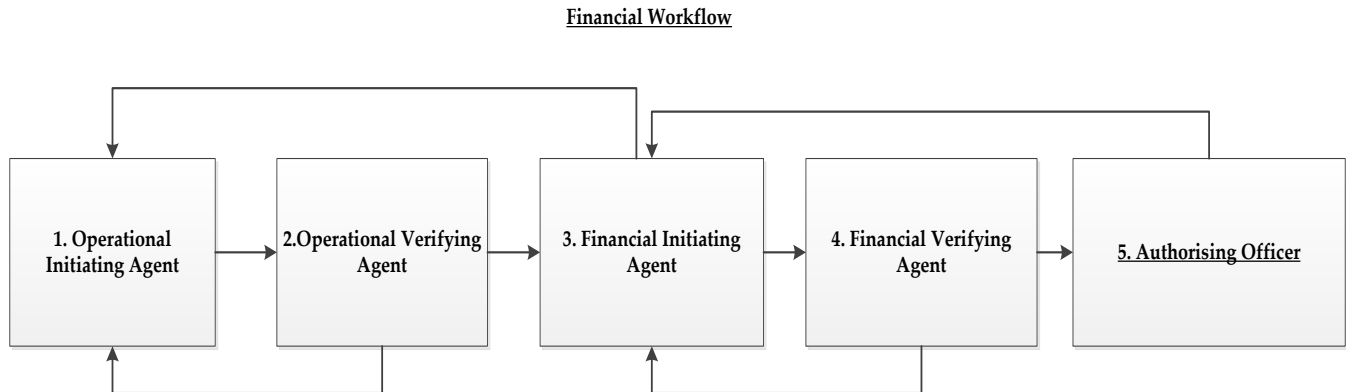 Financial Workflow
1. Operational
Initiating Agent
2.Operational Verifying
Agent
3. Financial Initiating
Agent
4. Financial Verifying
Agent
5. Authorising Officer